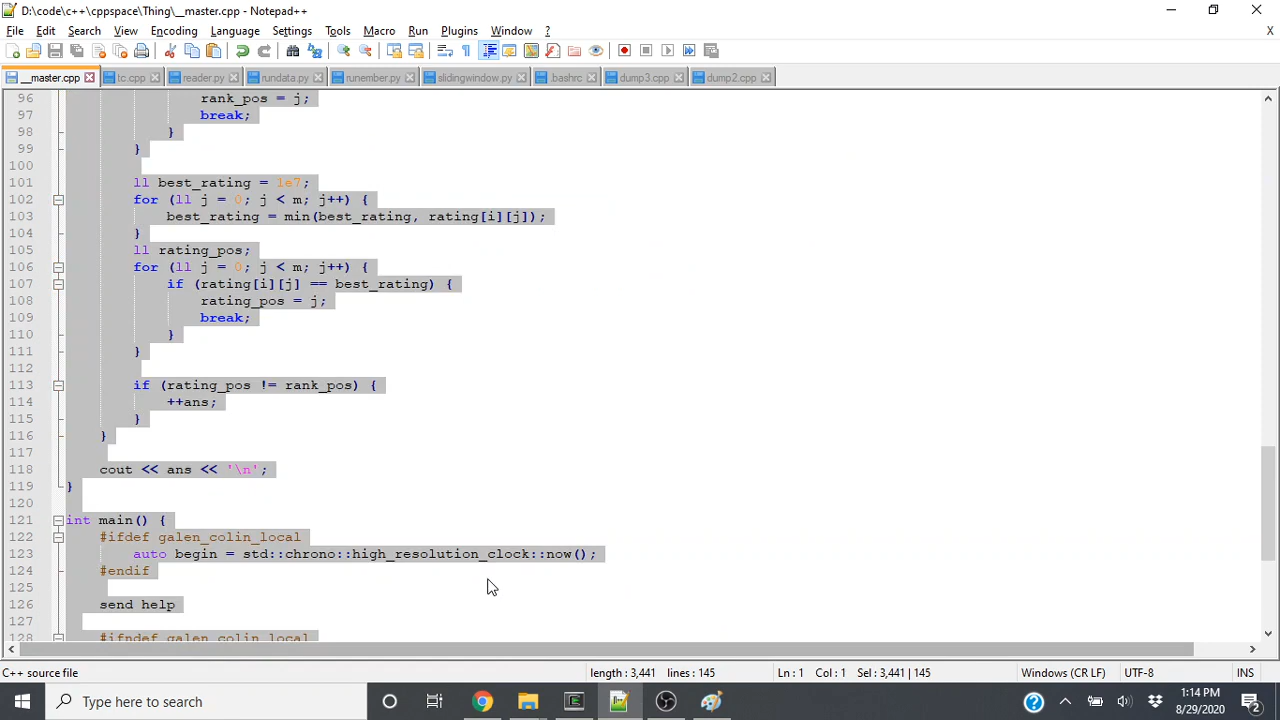 D:\code\c++\cppspace\Thing\__master.cpp - Notepad++
File Edit Search View Encoding Language Settings Tools Macro Run Plugins Window ? X
__master.cpp tc.cpp reader.py rundata.py runember.py slidingwindow.py .bashrc dump3.cpp dump2.cpp
96 rank_pos = j;
97 break;
98 }
99 }
100
101 ll best_rating = 1e7;
102 for (ll j = 0; j < m; j++) {
103 best_rating = min(best_rating, rating[i][j]);
104 }
105 ll rating_pos;
106 for (ll j = 0; j < m; j++) {
107 if (rating[i][j] == best_rating) {
108 rating_pos = j;
109 break;
110 }
111 }
112
113 if (rating_pos != rank_pos) {
114 ++ans;
115 }
116 }
117
118 cout << ans << '\n';
119 }
120
121 int main() {
122 #ifdef galen_colin_local
123 auto begin = std::chrono::high_resolution_clock::now();
124 #endif
125
126 send help
127
128 #ifndef galen_colin_local
C++ source file length : 3,441 lines : 145 Ln : 1 Col : 1 Sel : 3,441 | 145 Windows (CR LF) UTF-8 INS
Type here to search
1:14 PM
8/29/2020
2